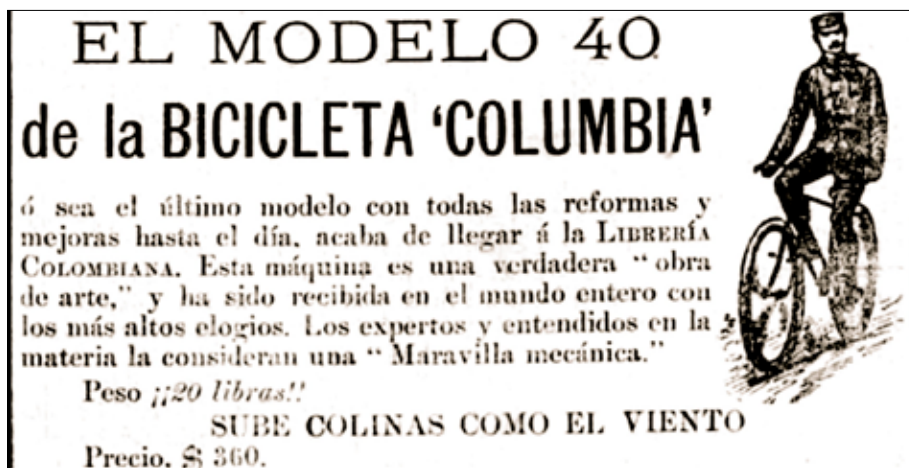 EL MODELO 40
de la BICICLETA ‘COLUMBIA’
ó sea el último modelo con todas las reformas y
mejoras hasta el día, acaba de llegar á la LIBRERÍA
COLOMBIANA. Esta máquina es una verdadera “ obra
de arte,” y ha sido recibida en el mundo entero con
los más altos elogios. Los expertos y entendidos en la
materia la consideran una “ Maravilla mecánica.”
Peso ¡¡20 libras!!
SUBE COLINAS COMO EL VIENTO
Precio, $ 360.